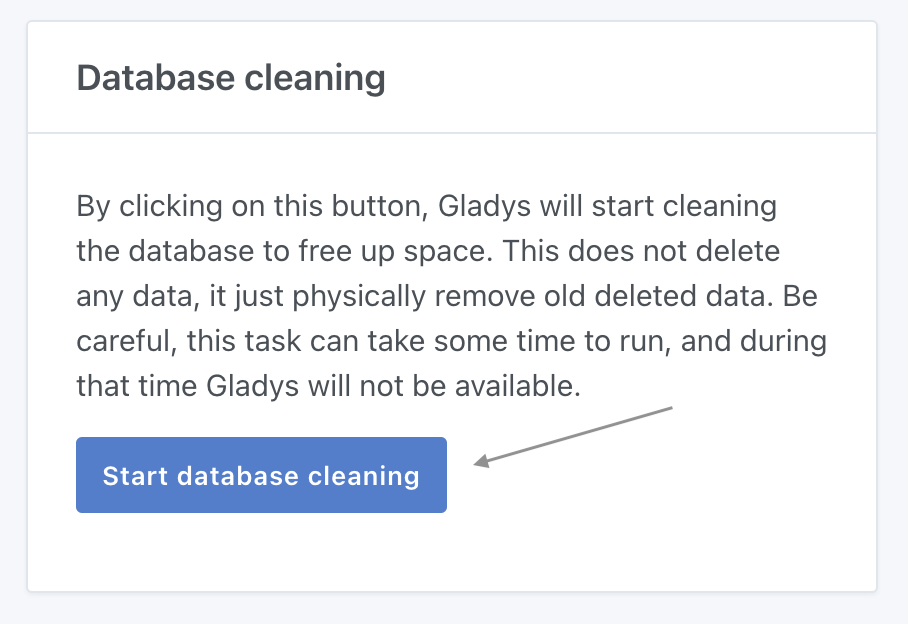 Database cleaning
By clicking on this button, Gladys will start cleaning
the database to free up space. This does not delete
any data, it just physically remove old deleted data. Be
careful, this task can take some time to run, and during
that time Gladys will not be available.
Start database cleaning